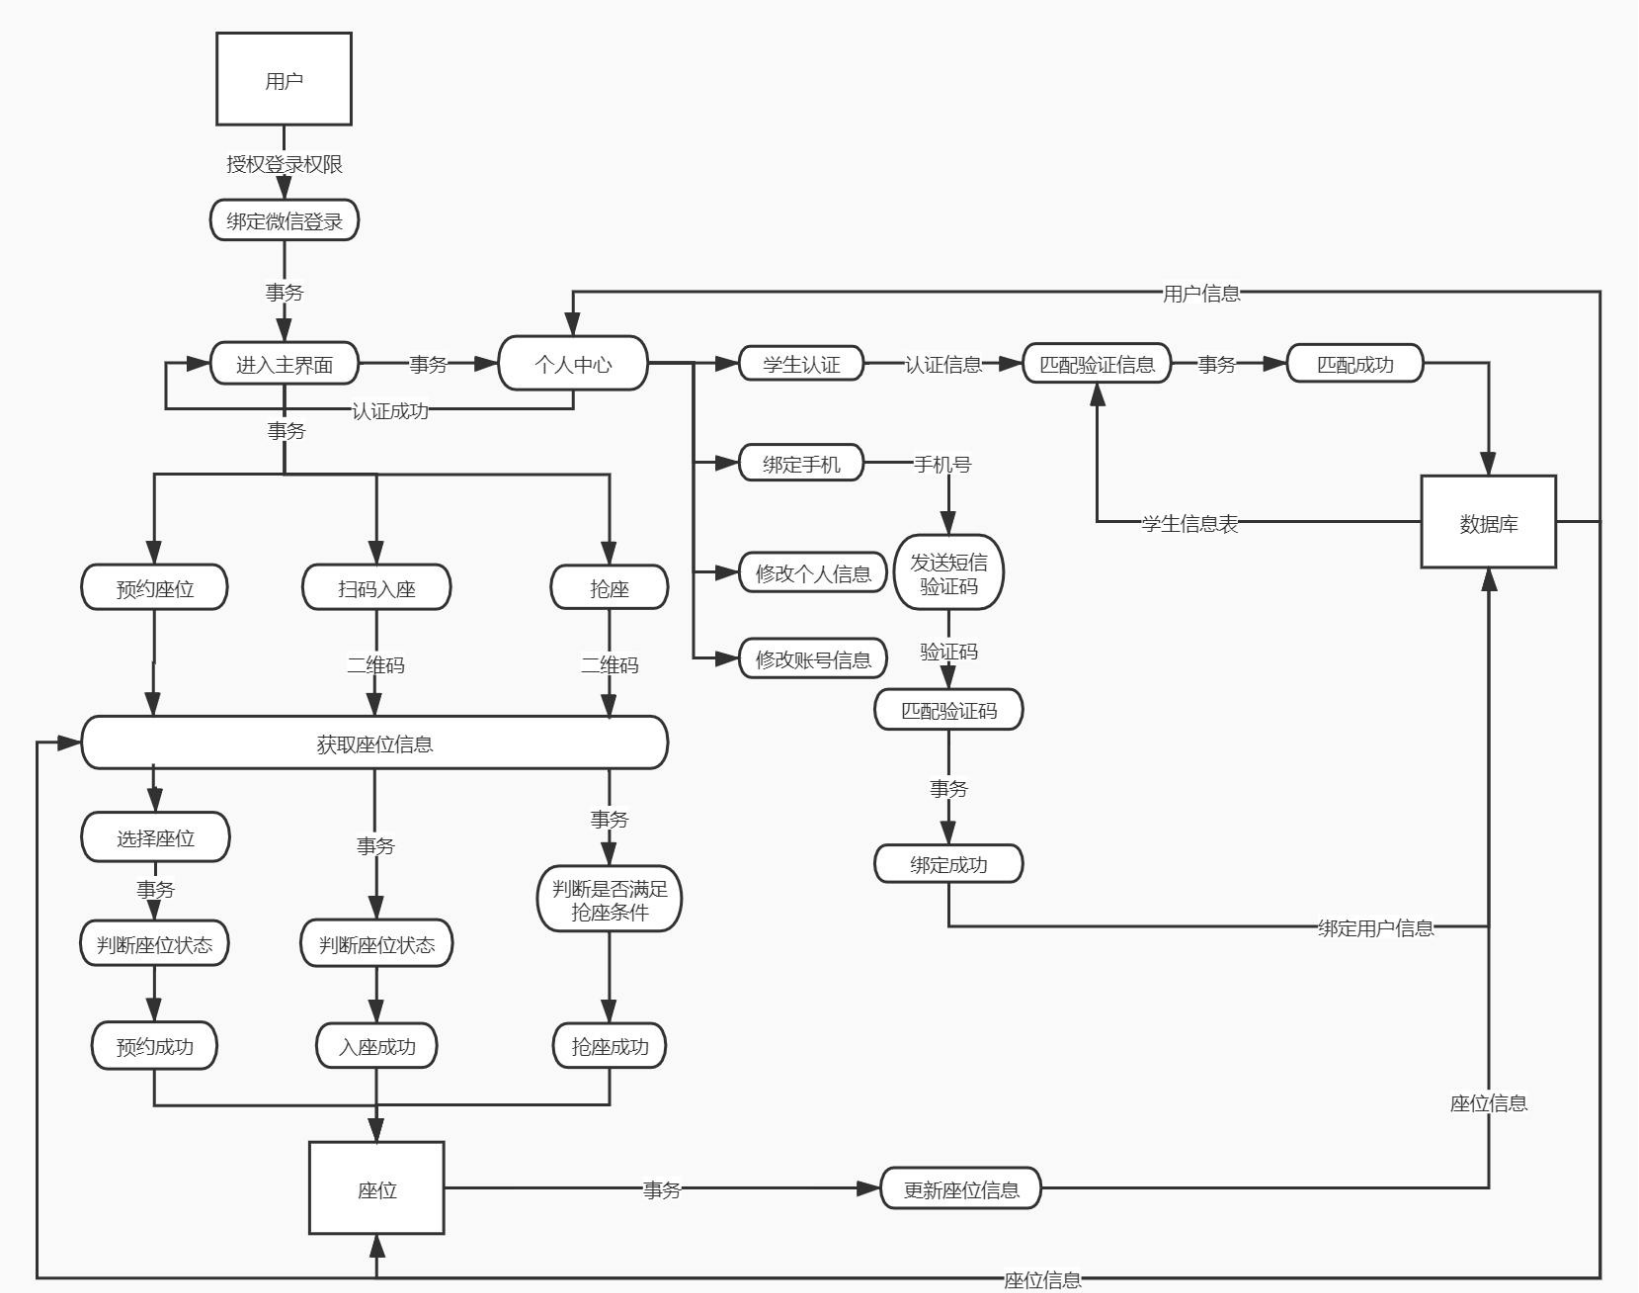 用户
授权登录权限
绑定微信登录
事务
用户信息
进入主界面
事务
个人中心
学生认证
认证信息
匹配验证信息
事务
匹配成功
认证成功
事务
绑定手机
手机号
学生信息表
数据库
预约座位
扫码入座
抢座
修改个人信息
发送短信
验证码
二维码
二维码
修改账号信息
验证码
匹配验证码
获取座位信息
事务
选择座位
事务
事务
绑定成功
事务
判断是否满足
抢座条件
绑定用户信息
判断座位状态
判断座位状态
预约成功
入座成功
抢座成功
座位信息
座位
事务
更新座位信息
座位信息